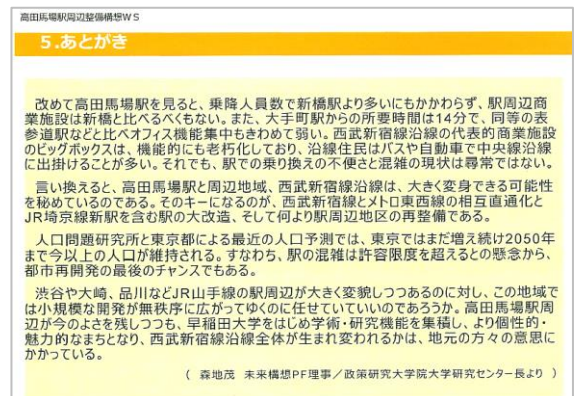 高田馬場駅周辺整備構想WS
5.あとがき
改めて高田馬場駅を見ると、乗降人員数で新橋駅より多いにもかかわらず、駅周辺商
業施設は新橋と比べるべくもない。また、大手町駅からの所要時間は14分で、同等の表
参道駅などと比べオフィス機能集中もきわめて弱い。西武新宿線沿線の代表的商業施設
のビッグボックスは、機能的にも老朽化しており、沿線住民はバスや自動車で中央線沿線
に出掛けることが多い。それでも、駅での乗り換えの不便さと混雑の現状は尋常ではない。
言い換えると、高田馬場駅と周辺地域、西武新宿線沿線は、大きく変身できる可能性
を秘めているのである。そのキーになるのが、西武新宿線とメトロ東西線の相互直通化と
JR埼京線新駅を含む駅の大改造、そして何より駅周辺地区の再整備である。
人口問題研究所と東京都による最近の人口予測では、東京ではまだ増え続け2050年
まで今以上の人口が維持される。すなわち、駅の混雑は許容限度を超えるとの懸念から、
都市再開発の最後のチャンスでもある。
渋谷や大崎、品川などJR山手線の駅周辺が大きく変貌しつつあるのに対し、この地域で
は小規模な開発が無秩序に広がってゆくのに任せていていいのであろうか。高田馬場駅周
辺が今のよさを残しつつも、早稲田大学をはじめ学術・研究機能を集積し、より個性的・
魅力的なまちとなり、西武新宿線沿線全体が生まれ変われるかは、地元の方々の意思に
かかっている。
( 森地茂 未来構想PF理事/政策研究大学院大学研究センター長より )